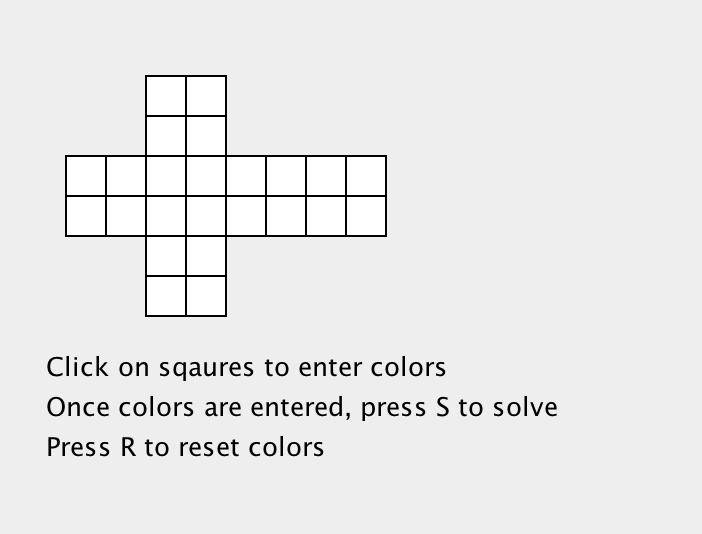 Click on sqaures to enter colors
Once colors are entered, press S to solve
Press R to reset colors